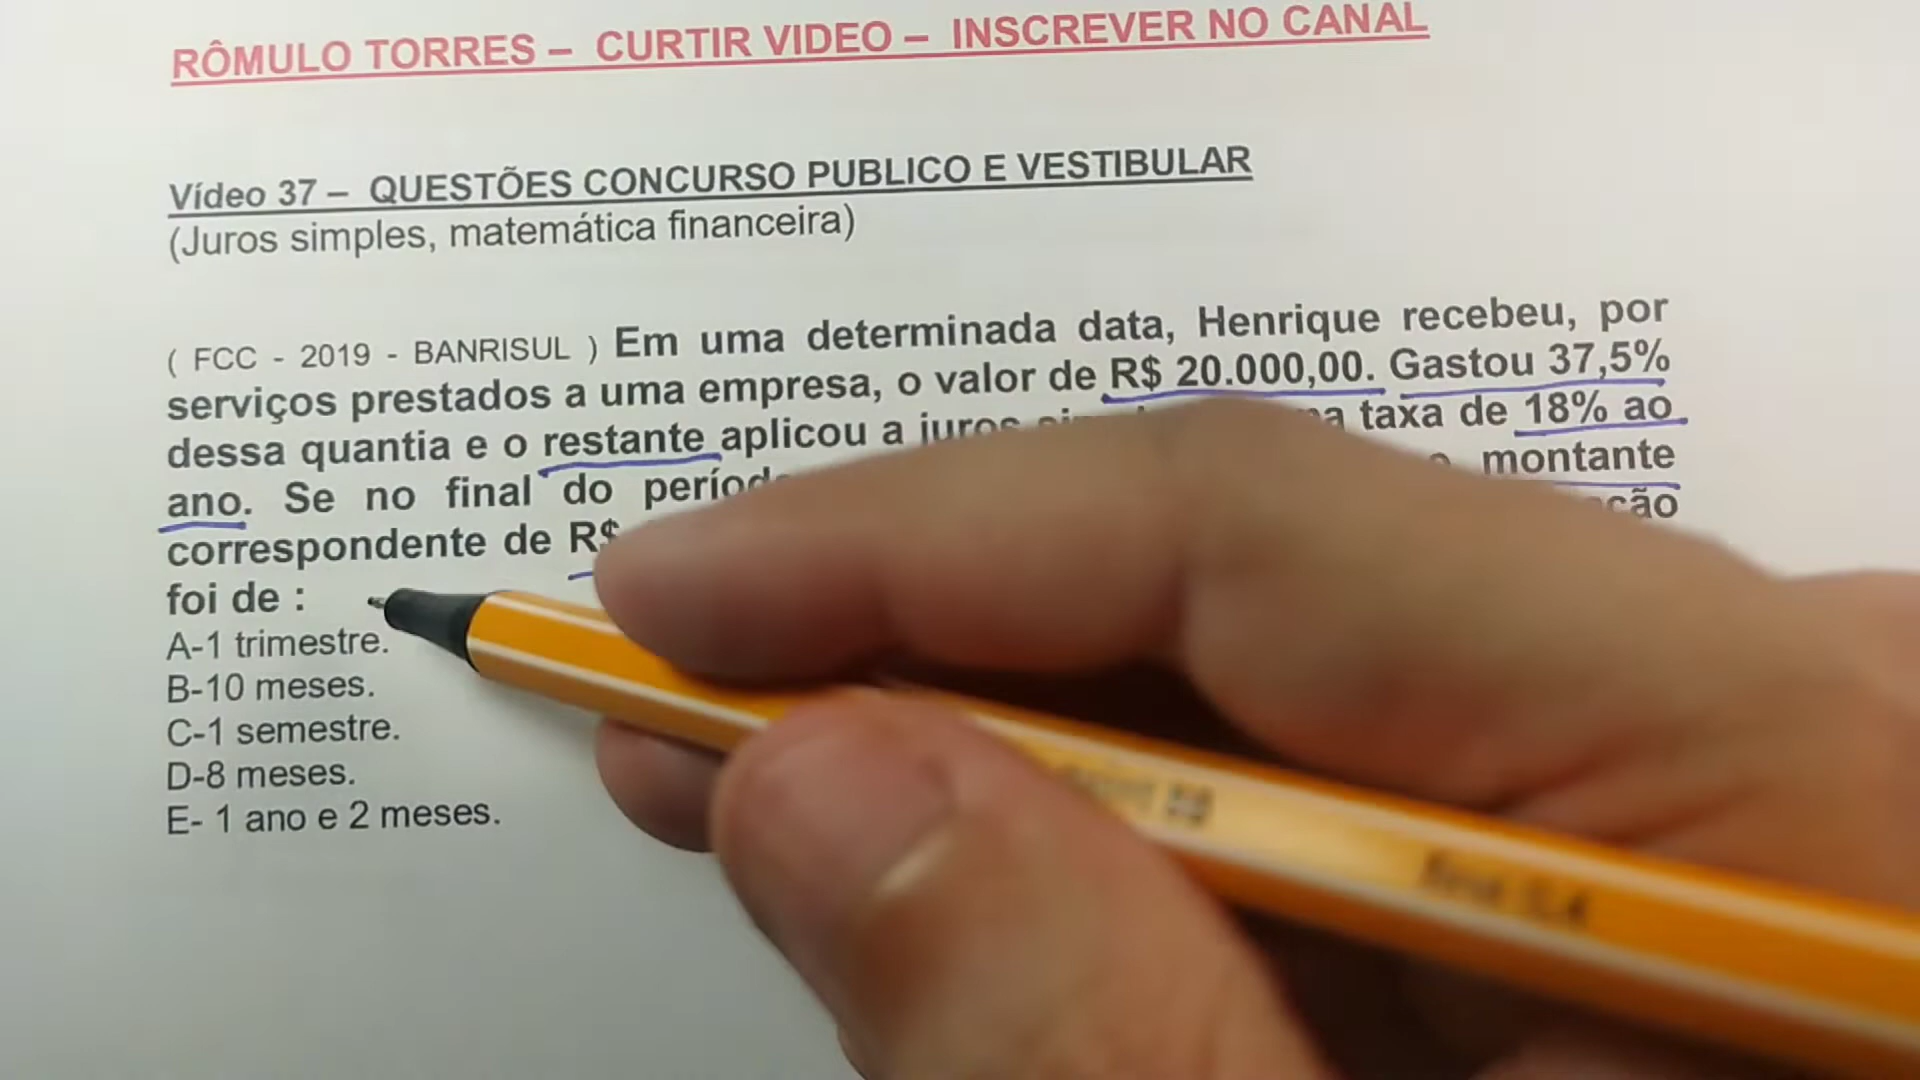 RÔMULO TORRES – CURTIR VIDEO – INSCREVER NO CANAL
Vídeo 37 – QUESTÕES CONCURSO PUBLICO E VESTIBULAR
(Juros simples, matemática financeira)
( FCC - 2019 - BANRISUL ) Em uma determinada data, Henrique recebeu, por
serviços prestados a uma empresa, o valor de R$ 20.000,00. Gastou 37,5%
dessa quantia e o restante aplicou a juros taxa de 18% ao
ano. Se no final do montante
correspondente de R$
foi de :
A-1 trimestre.
B-10 meses.
C-1 semestre.
D-8 meses.
E- 1 ano e 2 meses.